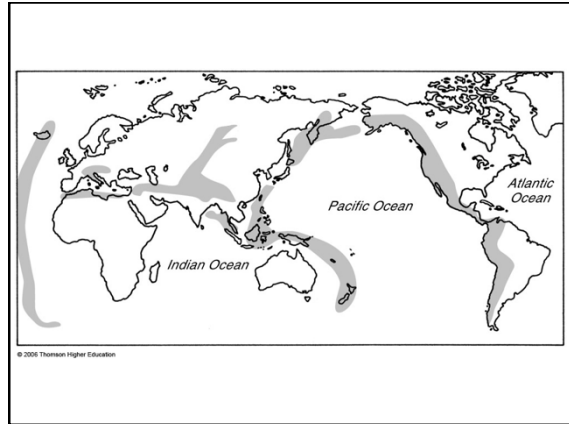 Atlantic
Ocean
Pacific Ocean
Indian Ocean
© 2006 Thomson Higher Education